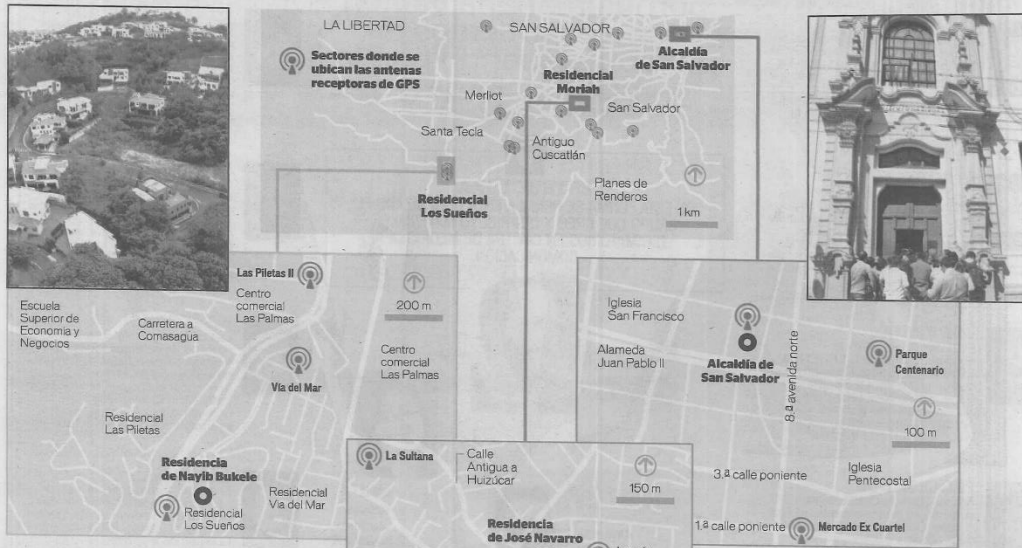 LA LIBERTAD
SAN SALVADOR
Sectores donde se
ubican las antenas
receptoras de GPS
Alcaldía
de San Salvador
Residencial
Moriah
Merliot
San Salvador
Santa Tecla
Antiguo
Cuscatlán
Residencial
Los Sueños
Planes de
Renderos
1 km
Las Piletas II
Centro
comercial
Las Palmas
200 m
Escuela
Superior de
Economía y
Negocios
Carretera a
Comasagua
Centro
comercial
Las Palmas
Vía del Mar
Residencial
Las Piletas
Residencia
de Nayib Bukele
Residencial
Los Sueños
Residencial
Vía del Mar
La Sultana
Calle
Antigua a
Huizúcar
150 m
Residencia
de José Navarro
Iglesia
San Francisco
Alameda
Juan Pablo II
Alcaldía de
San Salvador
8.ª avenida norte
Parque
Centenario
100 m
3.ª calle poniente
Iglesia
Pentecostal
1.ª calle poniente
Mercado Ex Cuartel